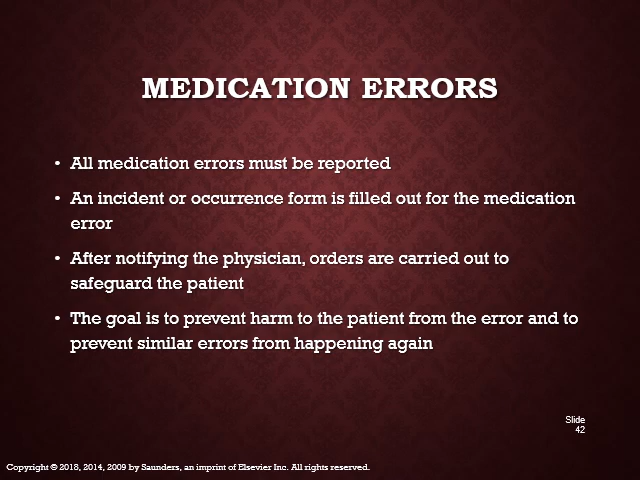 MEDICATION ERRORS
• All medication errors must be reported
• An incident or occurrence form is filled out for the medication
error
• After notifying the physician, orders are carried out to
safeguard the patient
• The goal is to prevent harm to the patient from the error and to
prevent similar errors from happening again
Slide
42
Copyright © 2018, 2014, 2009 by Saunders, an imprint of Elsevier Inc. All rights reserved.